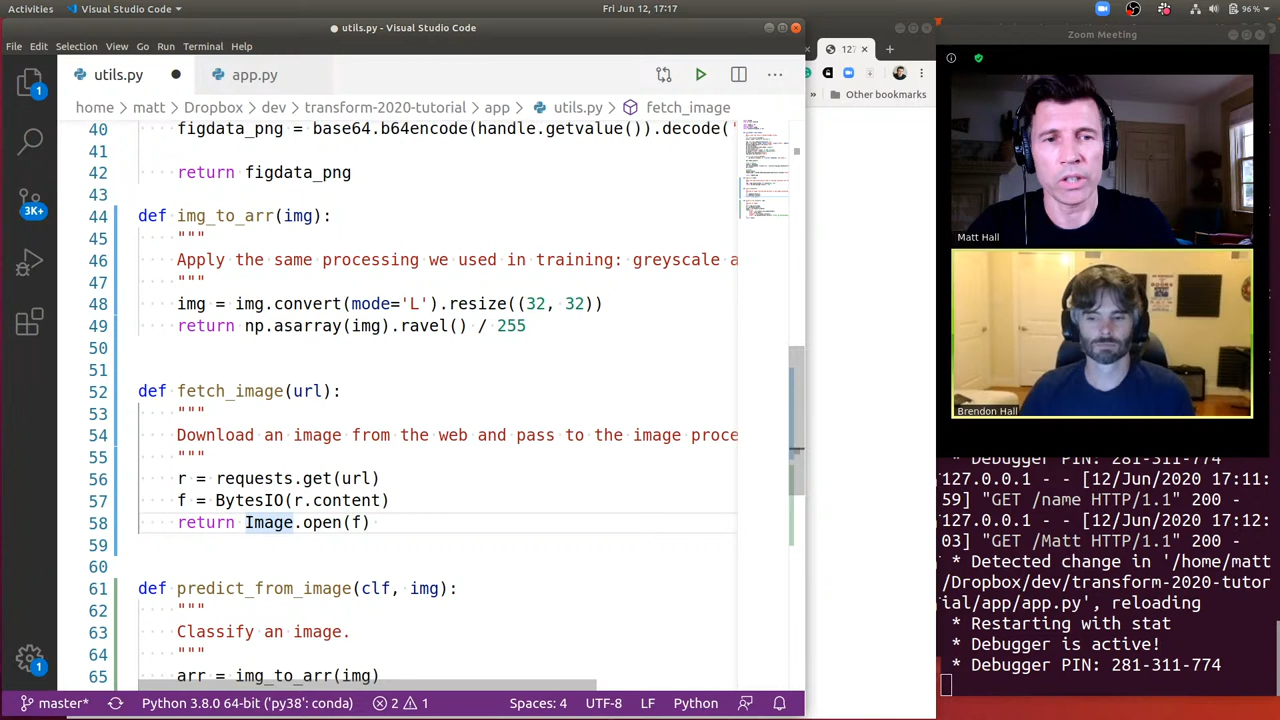 Activities
Visual Studio Code
Fri Jun 12, 17:17
96 %
utils.py - Visual Studio Code
Zoom Meeting
File Edit Selection View Go Run Terminal Help
utils.py
app.py
127
Other bookmarks
home > matt > Dropbox > dev > transform-2020-tutorial > app > utils.py > fetch_image
40 figdata_png = base64.b64encode(handle.getvalue()).decode('
41
42 return figdata_png
43
44 def img_to_arr(img):
45 """
46 Apply the same processing we used in training: greyscale a
47 """
48 img = img.convert(mode='L').resize((32, 32))
49 return np.asarray(img).ravel() / 255
50
51
52 def fetch_image(url):
53 """
54 Download an image from the web and pass to the image proce
55 """
56 r = requests.get(url)
57 f = BytesIO(r.content)
58 return Image.open(f)
59
60
61 def predict_from_image(clf, img):
62 """
63 Classify an image.
64 """
65 arr = img_to_arr(img)
1
3K+
1
master*
Python 3.8.0 64-bit ('py38': conda)
2
1
Spaces: 4
UTF-8
LF
Python
Matt Hall
Brendon Hall
* Debugger PIN: 281-311-774
127.0.0.1 - - [12/Jun/2020 17:11:
59] "GET /name HTTP/1.1" 200 -
127.0.0.1 - - [12/Jun/2020 17:12:
03] "GET /Matt HTTP/1.1" 200 -
* Detected change in '/home/matt
/Dropbox/dev/transform-2020-tutor
ial/app/app.py', reloading
* Restarting with stat
* Debugger is active!
* Debugger PIN: 281-311-774